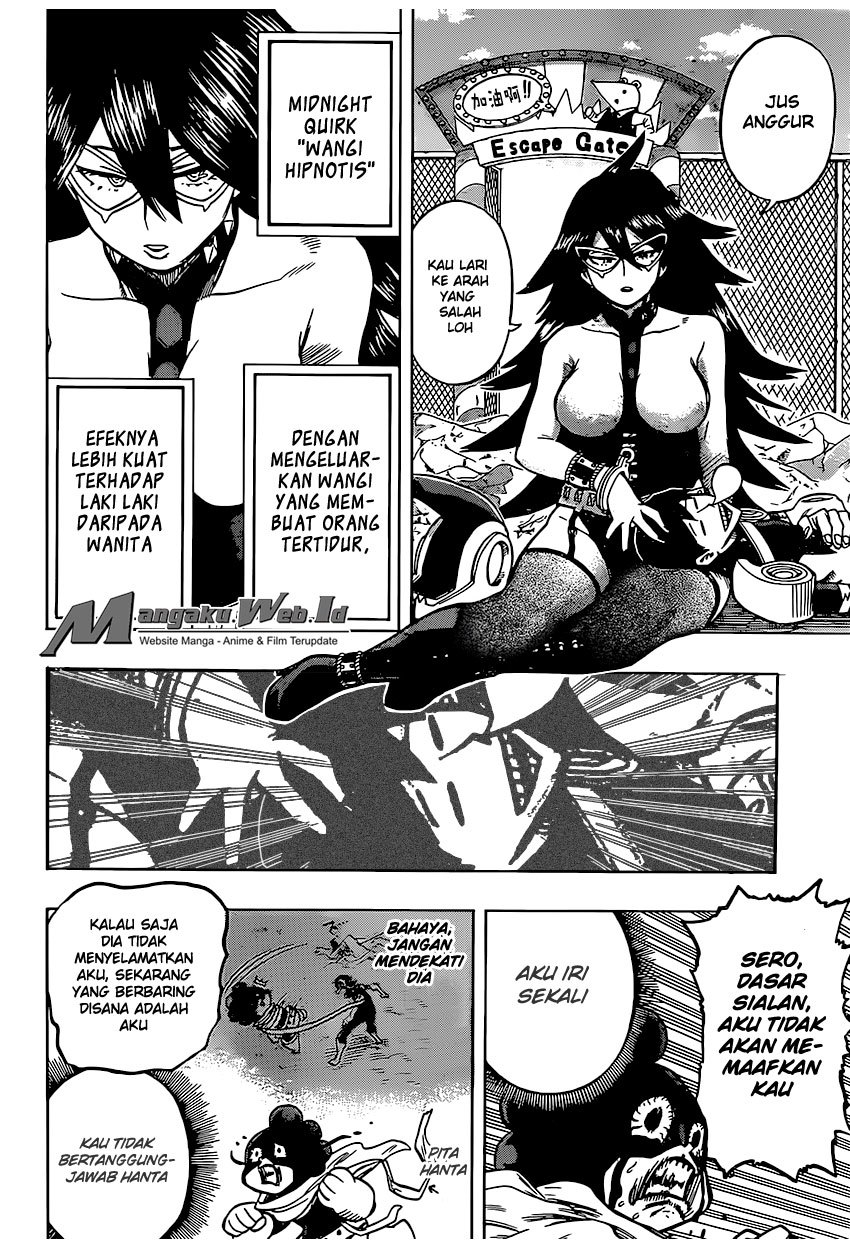 JUS
ANGGUR
加油啊!!
Escape Gate
KAU LARI
KE ARAH
YANG
SALAH
LOH
MIDNIGHT
QUIRK
"WANGI
HIPNOTIS"
DENGAN
MENGELUAR-
KAN WANGI
YANG MEM-
BUAT ORANG
TERTIDUR,
EFEKNYA
LEBIH KUAT
TERHADAP
LAKI LAKI
DARIPADA
WANITA
Mangaku.Web.Id
Website Manga - Anime & Film Terupdate
SERO,
DASAR
SIALAN,
AKU TIDAK
AKAN ME-
MAAFKAN
KAU
AKU IRI
SEKALI
BAHAYA,
JANGAN
MENDEKATI
DIA
KALAU SAJA
DIA TIDAK
MENYELAMATKAN
AKU, SEKARANG
YANG BERBARING
DISANA ADALAH
AKU
PITA
HANTA
KAU TIDAK
BERTANGGUNG-
JAWAB HANTA